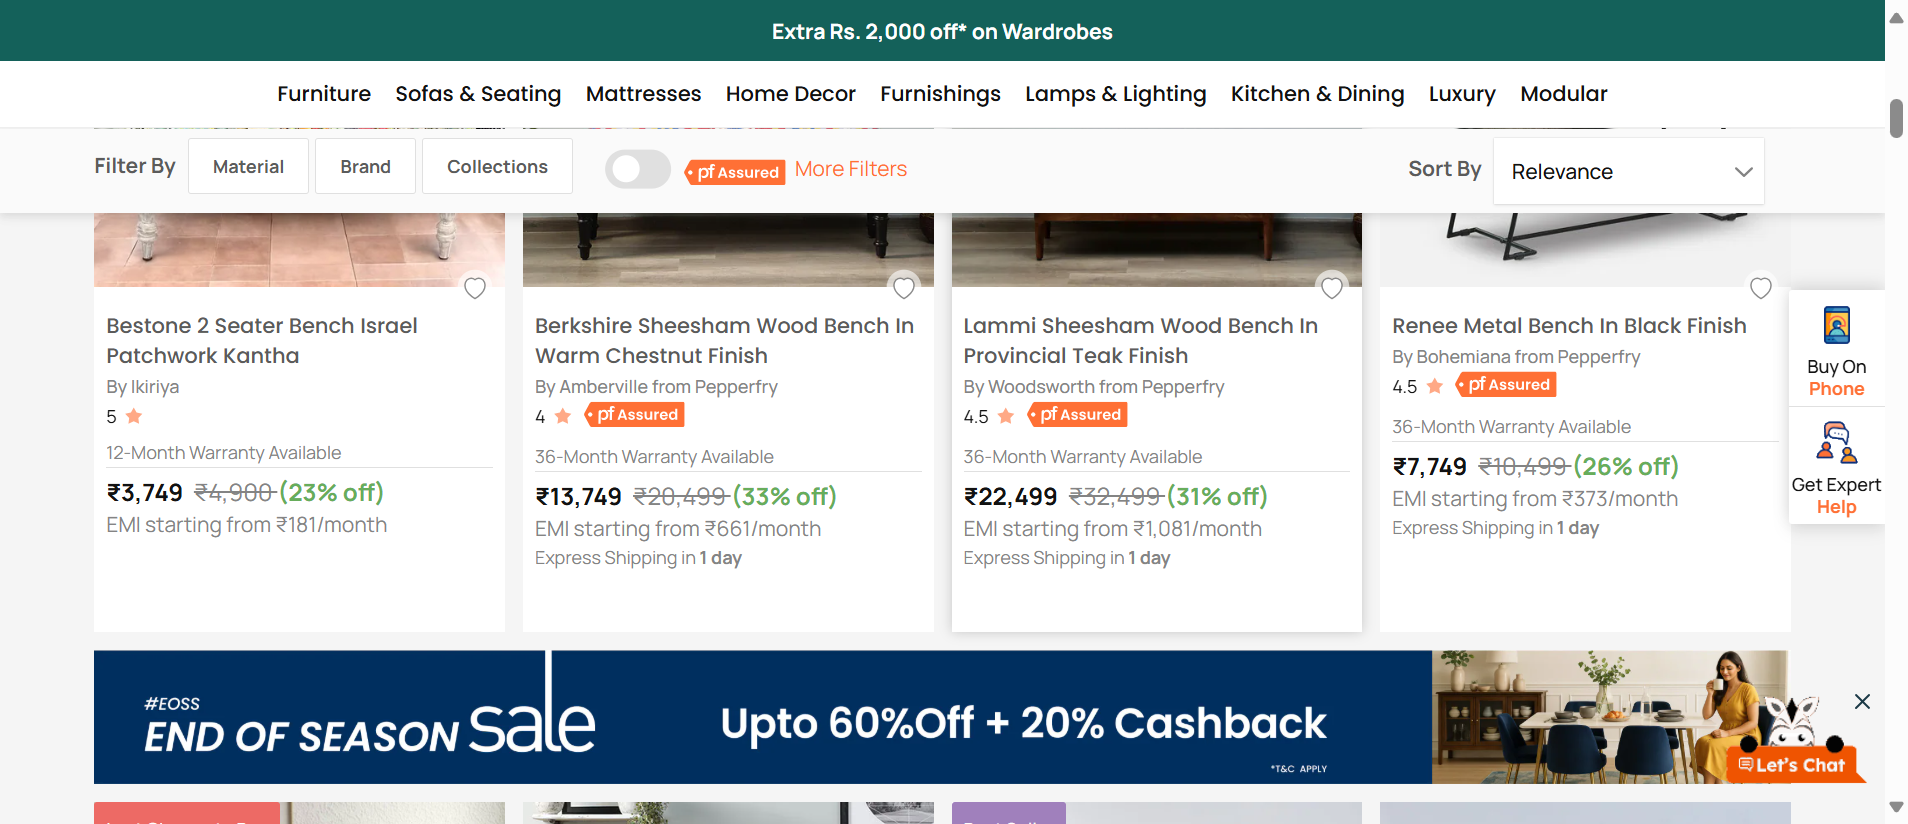 Extra Rs. 2,000 off* on Wardrobes
Furniture Sofas & Seating Mattresses Home Decor Furnishings Lamps & Lighting Kitchen & Dining Luxury Modular
Filter By Material Brand Collections pf Assured More Filters Sort By Relevance
Bestone 2 Seater Bench Israel
Patchwork Kantha
By Ikiriya
5
12-Month Warranty Available
₹3,749 ₹4,900 (23% off)
EMI starting from ₹181/month
Berkshire Sheesham Wood Bench In
Warm Chestnut Finish
By Amberville from Pepperfry
4 pf Assured
36-Month Warranty Available
₹13,749 ₹20,499 (33% off)
EMI starting from ₹661/month
Express Shipping in 1 day
Lammi Sheesham Wood Bench In
Provincial Teak Finish
By Woodsworth from Pepperfry
4.5 pf Assured
36-Month Warranty Available
₹22,499 ₹32,499 (31% off)
EMI starting from ₹1,081/month
Express Shipping in 1 day
Renee Metal Bench In Black Finish
By Bohemiana from Pepperfry
4.5 pf Assured
36-Month Warranty Available
₹7,749 ₹10,499 (26% off)
EMI starting from ₹373/month
Express Shipping in 1 day
Buy On
Phone
Get Expert
Help
#EOSS
END OF SEASON sale
Upto 60%Off + 20% Cashback
*T&C APPLY
Let's Chat